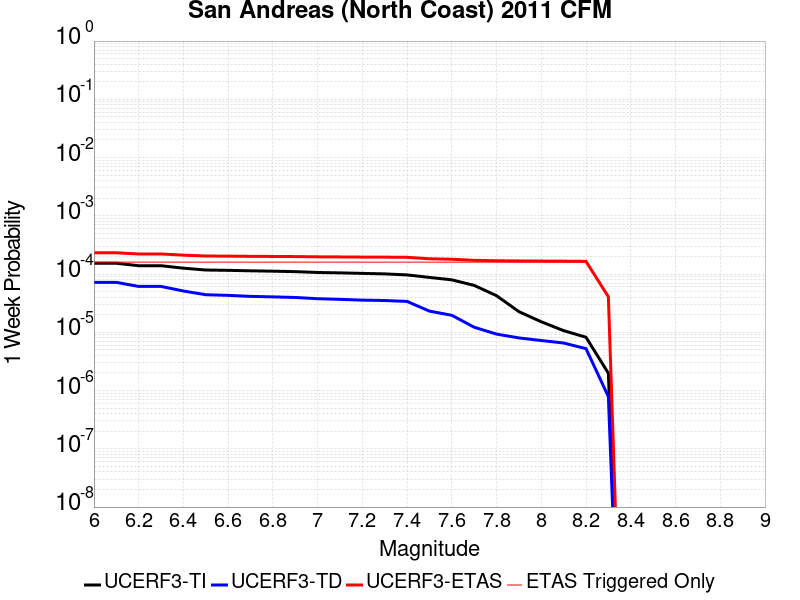 San Andreas (North Coast) 2011 CFM
10^0
10^-1
10^-2
10^-3
10^-4
10^-5
10^-6
10^-7
10^-8
1 Week Probability
6 6.2 6.4 6.6 6.8 7 7.2 7.4 7.6 7.8 8 8.2 8.4 8.6 8.8 9
Magnitude
UCERF3-TI UCERF3-TD UCERF3-ETAS ETAS Triggered Only